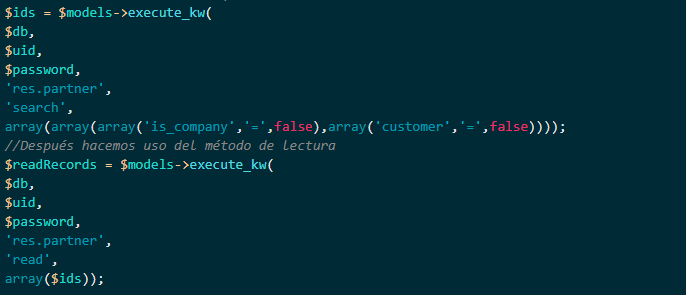 $ids = $models->execute_kw(
$db,
$uid,
$password,
'res.partner',
'search',
array(array(array('is_company','=',false),array('customer','=',false))));
//Después hacemos uso del método de lectura
$readRecords = $models->execute_kw(
$db,
$uid,
$password,
'res.partner',
'read',
array($ids));